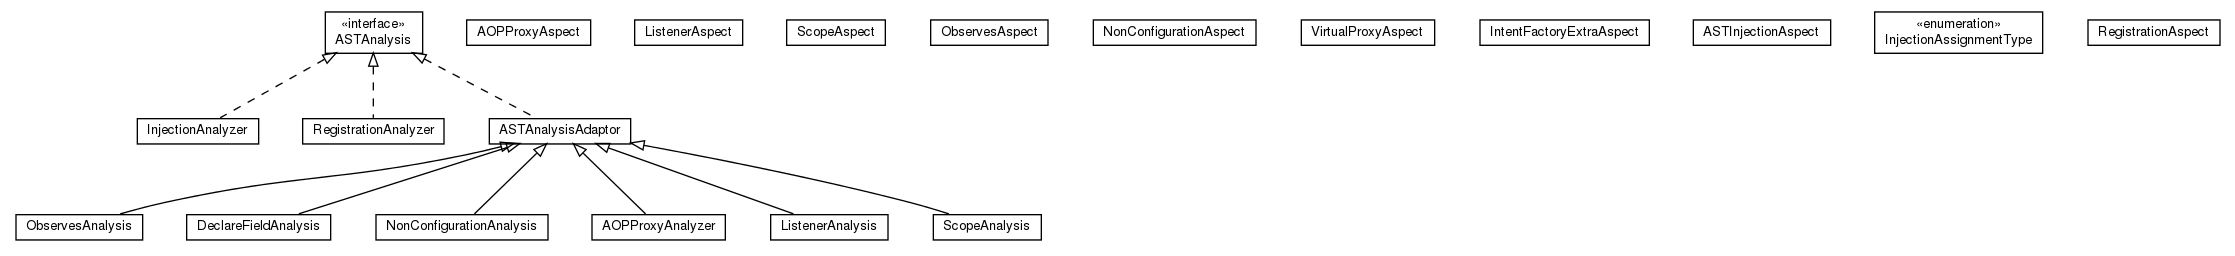 «interface»
ASTAnalysis
AOPProxyAspect
ListenerAspect
ScopeAspect
ObservesAspect
NonConfigurationAspect
VirtualProxyAspect
IntentFactoryExtraAspect
ASTInjectionAspect
«enumeration»
InjectionAssignmentType
RegistrationAspect
InjectionAnalyzer
RegistrationAnalyzer
ASTAnalysisAdaptor
ObservesAnalysis
DeclareFieldAnalysis
NonConfigurationAnalysis
AOPProxyAnalyzer
ListenerAnalysis
ScopeAnalysis